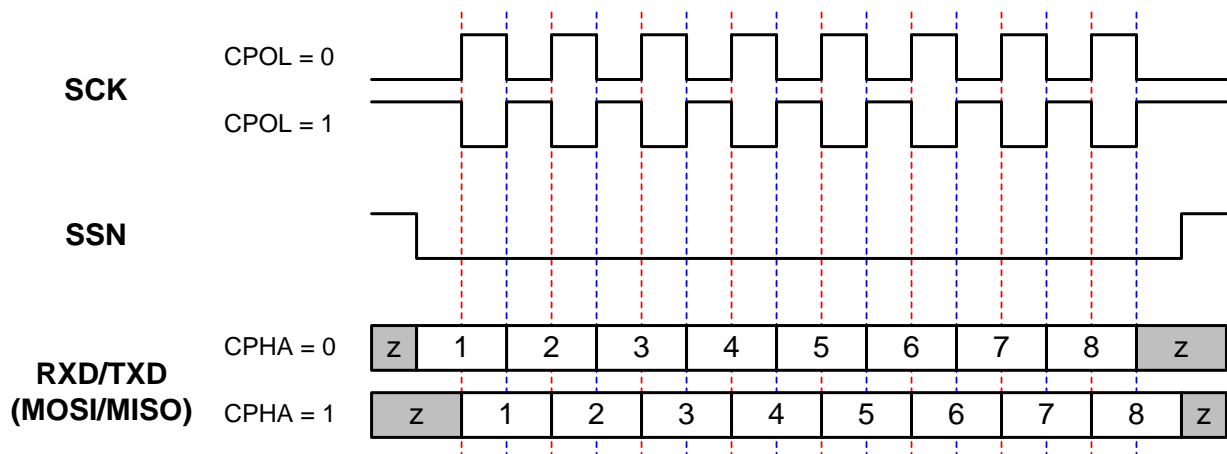 CPOL = 0
SCK
CPOL = 1
SSN
CPHA = 0
z 1 2 3 4 5 6 7 8 z
RXD/TXD
(MOSI/MISO)
CPHA = 1
z 1 2 3 4 5 6 7 8 z